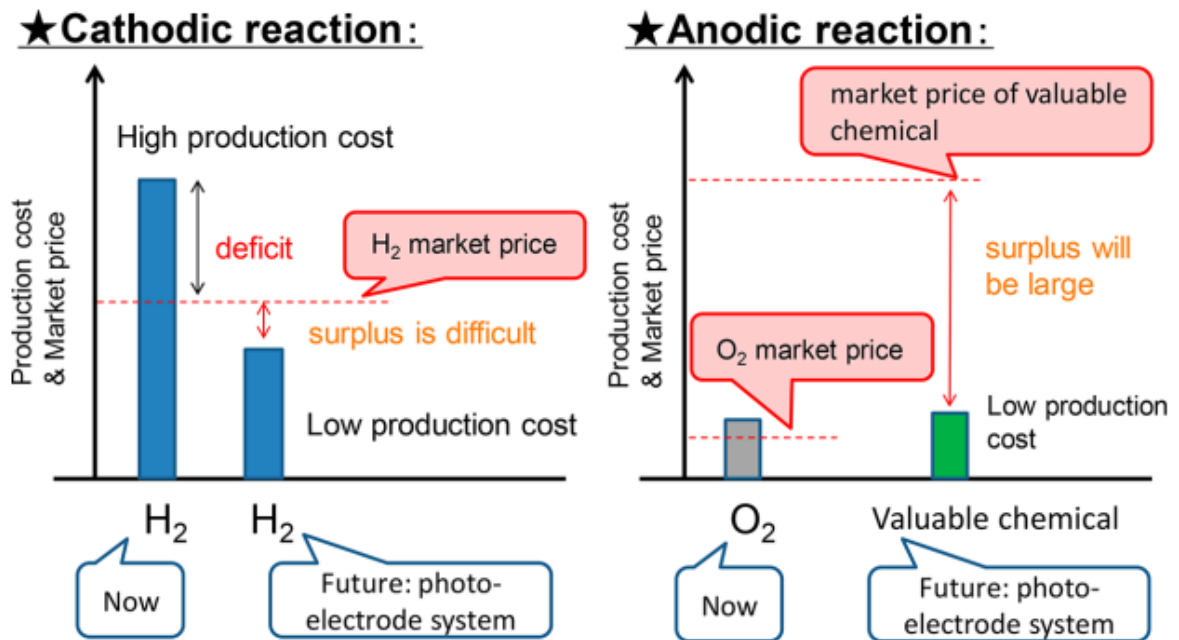 ★Cathodic reaction:
Production cost
& Market price
High production cost
deficit
H₂ market price
surplus is difficult
Low production cost
H₂
H₂
Now
Future: photo-
electrode system
★Anodic reaction:
Production cost
& Market price
market price of valuable
chemical
surplus will
be large
O₂ market price
Low production
cost
O₂
Valuable chemical
Now
Future: photo-
electrode system